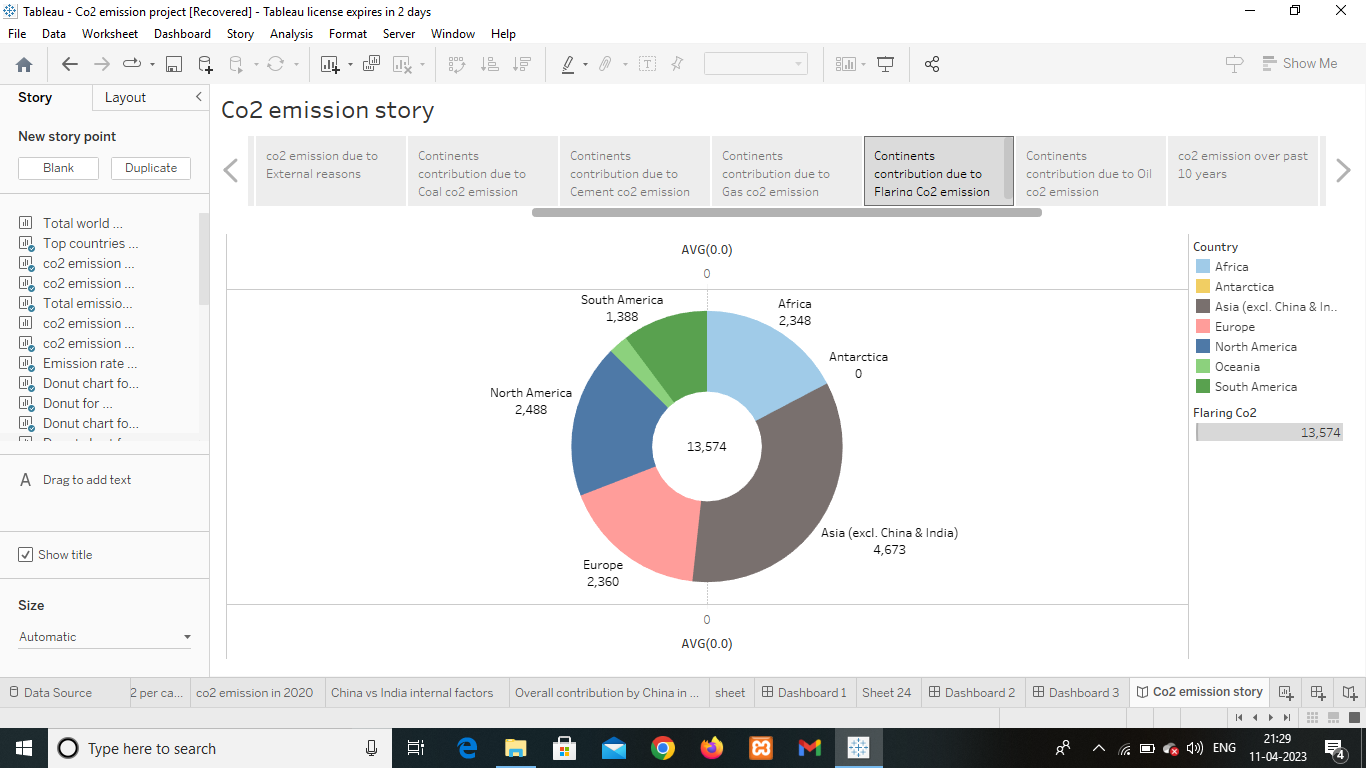 Tableau - Co2 emission project [Recovered] - Tableau license expires in 2 days
File Data Worksheet Dashboard Story Analysis Format Server Window Help
Show Me
Story Layout
New story point
Blank Duplicate
Total world ...
Top countries ...
co2 emission ...
co2 emission ...
Total emissio...
co2 emission ...
co2 emission ...
Emission rate ...
Donut chart fo...
Donut for ...
Donut chart fo...
A Drag to add text
Show title
Size
Automatic
Co2 emission story
co2 emission due to
External reasons
Continents
contribution due to
Coal co2 emission
Continents
contribution due to
Cement co2 emission
Continents
contribution due to
Gas co2 emission
Continents
contribution due to
Flaring Co2 emission
Continents
contribution due to Oil
co2 emission
co2 emission over past
10 years
AVG(0.0)
0
South America
1,388
Africa
2,348
Antarctica
0
North America
2,488
13,574
Asia (excl. China & India)
4,673
Europe
2,360
0
AVG(0.0)
Country
Africa
Antarctica
Asia (excl. China & In..
Europe
North America
Oceania
South America
Flaring Co2
13,574
Data Source 2 per ca... co2 emission in 2020 China vs India internal factors Overall contribution by China in ... sheet Dashboard 1 Sheet 24 Dashboard 2 Dashboard 3 Co2 emission story
Type here to search
ENG
21:29
11-04-2023
4